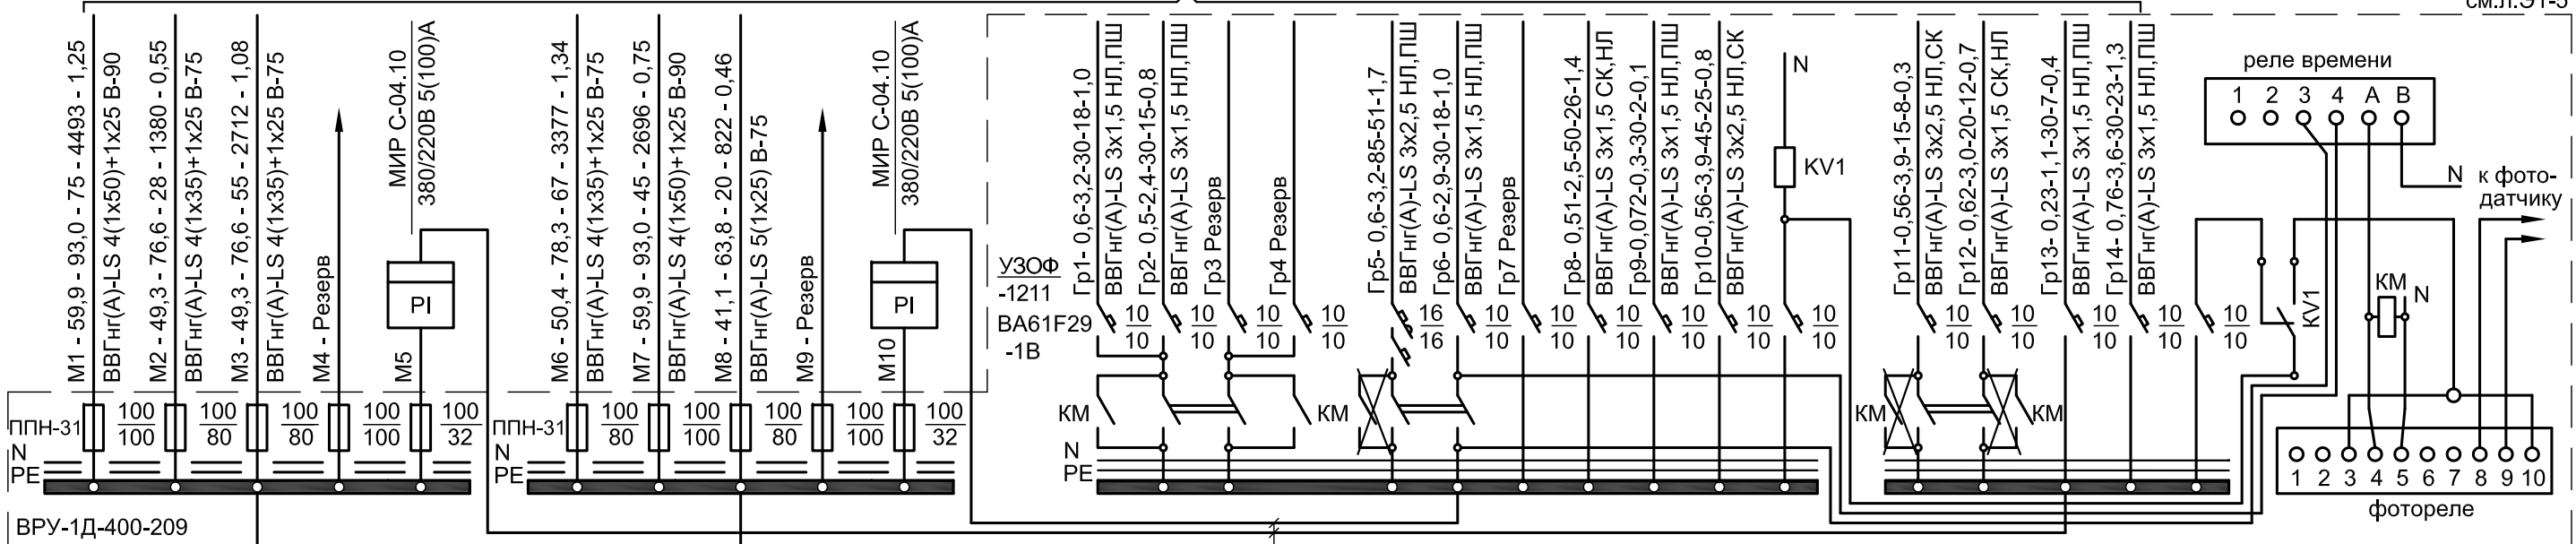 см.л.ЭТ-5
М1 - 59,9 - 93,0 - 75 - 4493 - 1,25
ВВГнг(А)-LS 4(1х50)+1х25 В-90
М2 - 49,3 - 76,6 - 28 - 1380 - 0,55
ВВГнг(А)-LS 4(1х35)+1х25 В-75
М3 - 49,3 - 76,6 - 55 - 2712 - 1,08
ВВГнг(А)-LS 4(1х35)+1х25 В-75
М4 - Резерв
М5
МИР С-04.10
380/220В 5(100)А
PI
М6 - 50,4 - 78,3 - 67 - 3377 - 1,34
ВВГнг(А)-LS 4(1х35)+1х25 В-75
М7 - 59,9 - 93,0 - 45 - 2696 - 0,75
ВВГнг(А)-LS 4(1х50)+1х25 В-90
М8 - 41,1 - 63,8 - 20 - 822 - 0,46
ВВГнг(А)-LS 5(1х25) В-75
М9 - Резерв
М10
МИР С-04.10
380/220В 5(100)А
PI
УЗОФ
-1211
ВА61F29
-1В
Гр1- 0,6-3,2-30-18-1,0
ВВГнг(А)-LS 3х1,5 НЛ,ПШ
Гр2- 0,5-2,4-30-15-0,8
ВВГнг(А)-LS 3х1,5 НЛ,ПШ
Гр3 Резерв
Гр4 Резерв
Гр5- 0,6-3,2-85-51-1,7
ВВГнг(А)-LS 3х2,5 НЛ,ПШ
Гр6- 0,6-2,9-30-18-1,0
ВВГнг(А)-LS 3х1,5 НЛ,ПШ
Гр7 Резерв
Гр8- 0,51-2,5-50-26-1,4
ВВГнг(А)-LS 3х1,5 СК,НЛ
Гр9-0,072-0,3-30-2-0,1
ВВГнг(А)-LS 3х1,5 НЛ,ПШ
Гр10-0,56-3,9-45-25-0,8
ВВГнг(А)-LS 3х2,5 НЛ,СК
N
KV1
Гр11-0,56-3,9-15-8-0,3
ВВГнг(А)-LS 3х2,5 НЛ,СК
Гр12- 0,62-3,0-20-12-0,7
ВВГнг(А)-LS 3х1,5 СК,НЛ
Гр13- 0,23-1,1-30-7-0,4
ВВГнг(А)-LS 3х1,5 НЛ,ПШ
Гр14- 0,76-3,6-30-23-1,3
ВВГнг(А)-LS 3х1,5 НЛ,ПШ
реле времени
1 2 3 4 А В
N
к фото-
датчику
10 10 10 10 16 10 10 10 10 10 10 10 10 10 10
10 10 10 10 16 10 10 10 10 10 10 10 10 10 10
KV1
КМ N
ППН-31
100 100 100 100 100
100 80 80 100 32
N
PE
ППН-31
100 100 100 100 100
80 100 80 100 32
N
PE
КМ КМ КМ КМ
N
PE
1 2 3 4 5 6 7 8 9 10
фотореле
ВРУ-1Д-400-209